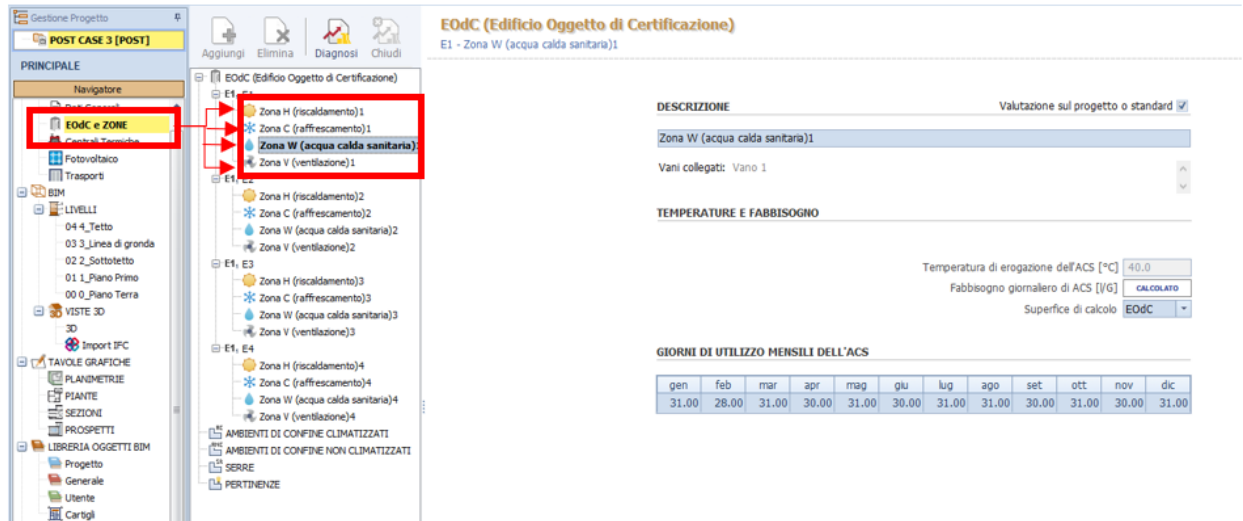 Gestione Progetto
POST CASE 3 [POST]
PRINCIPALE
Navigatore
Dati Generali
EOdC e ZONE
Centrali Termiche
Fotovoltaico
Trasporti
BIM
LIVELLI
04 4_Tetto
03 3_Linea di gronda
02 2_Sottotetto
01 1_Piano Primo
00 0_Piano Terra
VISTE 3D
3D
Import IFC
TAVOLE GRAFICHE
PLANIMETRIE
PIANTE
SEZIONI
PROSPETTI
LIBRERIA OGGETTI BIM
Progetto
Generale
Utente
Cartigli
Aggiungi Elimina Diagnosi Chiudi
EOdC (Edificio Oggetto di Certificazione)
E1, E1
Zona H (riscaldamento)1
Zona C (raffrescamento)1
Zona W (acqua calda sanitaria)1
Zona V (ventilazione)1
E1, E2
Zona H (riscaldamento)2
Zona C (raffrescamento)2
Zona W (acqua calda sanitaria)2
Zona V (ventilazione)2
E1, E3
Zona H (riscaldamento)3
Zona C (raffrescamento)3
Zona W (acqua calda sanitaria)3
Zona V (ventilazione)3
E1, E4
Zona H (riscaldamento)4
Zona C (raffrescamento)4
Zona W (acqua calda sanitaria)4
Zona V (ventilazione)4
AMBIENTI DI CONFINE CLIMATIZZATI
AMBIENTI DI CONFINE NON CLIMATIZZATI
SERRE
PERTINENZE
EOdC (Edificio Oggetto di Certificazione)
E1 - Zona W (acqua calda sanitaria)1
DESCRIZIONE Valutazione sul progetto o standard
Zona W (acqua calda sanitaria)1
Vani collegati: Vano 1
TEMPERATURE E FABBISOGNO
Temperatura di erogazione dell'ACS [°C] 40.0
Fabbisogno giornaliero di ACS [l/G] CALCOLATO
Superfice di calcolo EOdC
GIORNI DI UTILIZZO MENSILI DELL'ACS
gen feb mar apr mag giu lug ago set ott nov dic
31.00 28.00 31.00 30.00 31.00 30.00 31.00 31.00 30.00 31.00 30.00 31.00